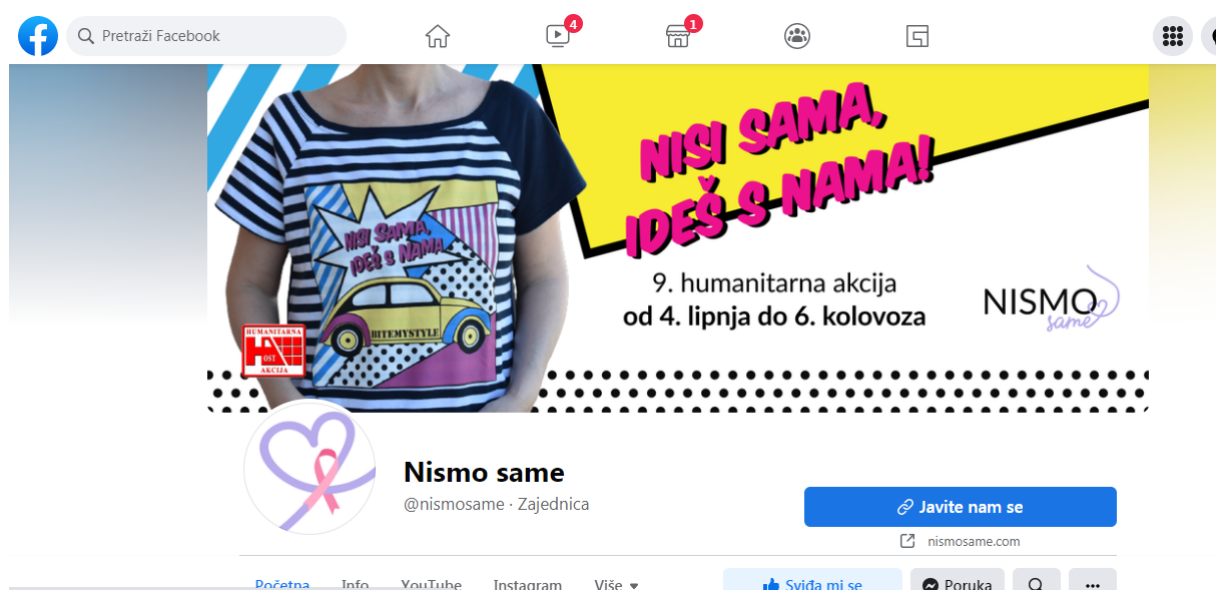 Pretraži Facebook
4
1
NISI SAMA,
IDEŠ S NAMA!
NISI SAMA,
IDEŠ S NAMA
BITEMYSTYLE
9. humanitarna akcija
od 4. lipnja do 6. kolovoza
NISMO
same
HUMANITARNA
HOST
AKCIJA
Nismo same
@nismosame · Zajednica
Javite nam se
nismosame.com
Početna Info YouTube Instagram Više
Sviđa mi se Poruka